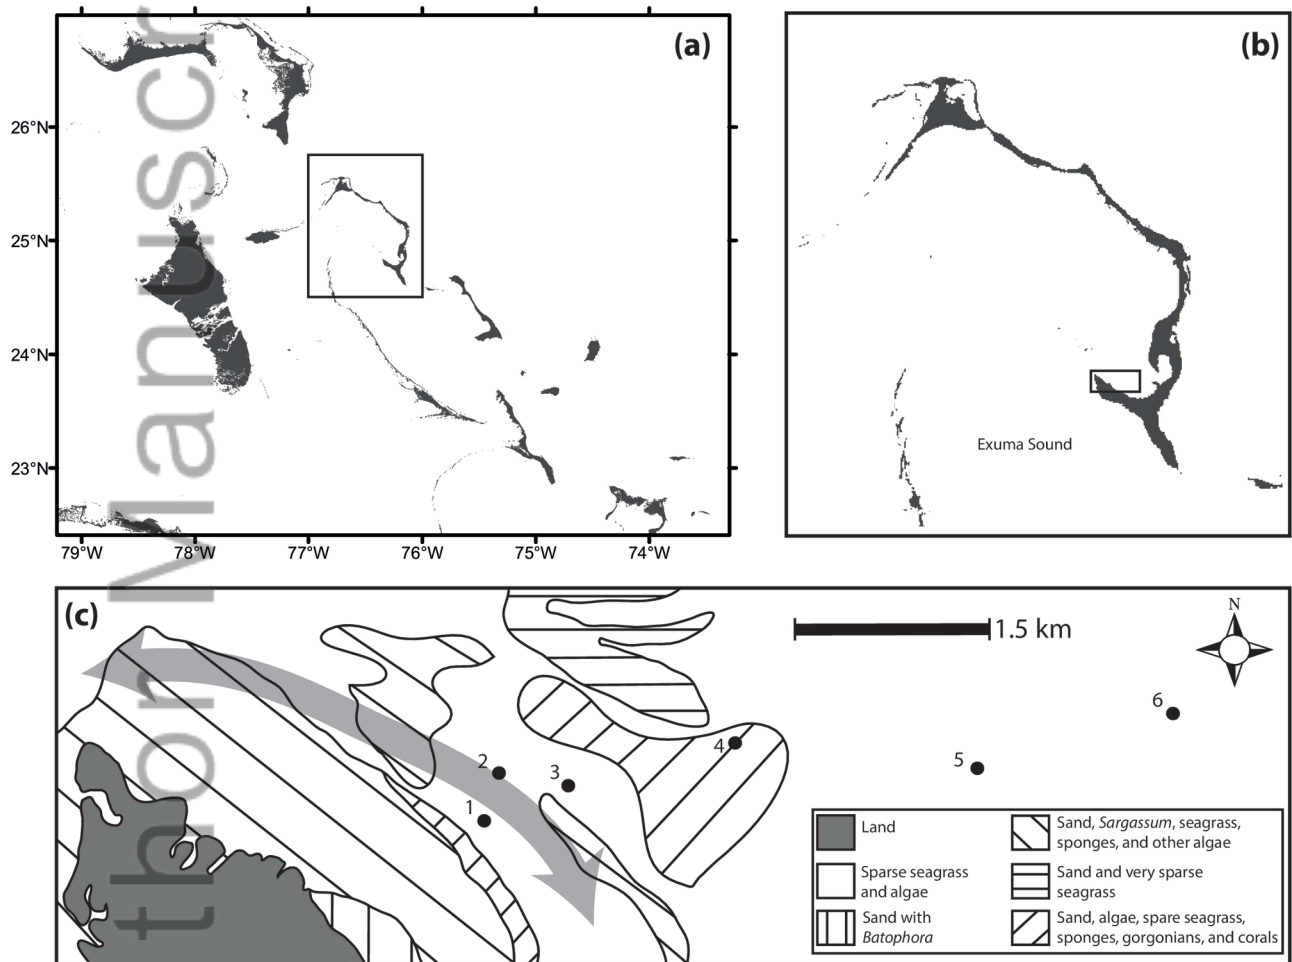 (a)
26°N
25°N
24°N
23°N
79°W 78°W 77°W 76°W 75°W 74°W
(b)
Exuma Sound
(c)
1.5 km
N
1
2
3
4
5
6
Land
Sparse seagrass
and algae
Sand with
Batophora
Sand, Sargassum, seagrass,
sponges, and other algae
Sand and very sparse
seagrass
Sand, algae, spare seagrass,
sponges, gorgonians, and corals
thor Manuscr